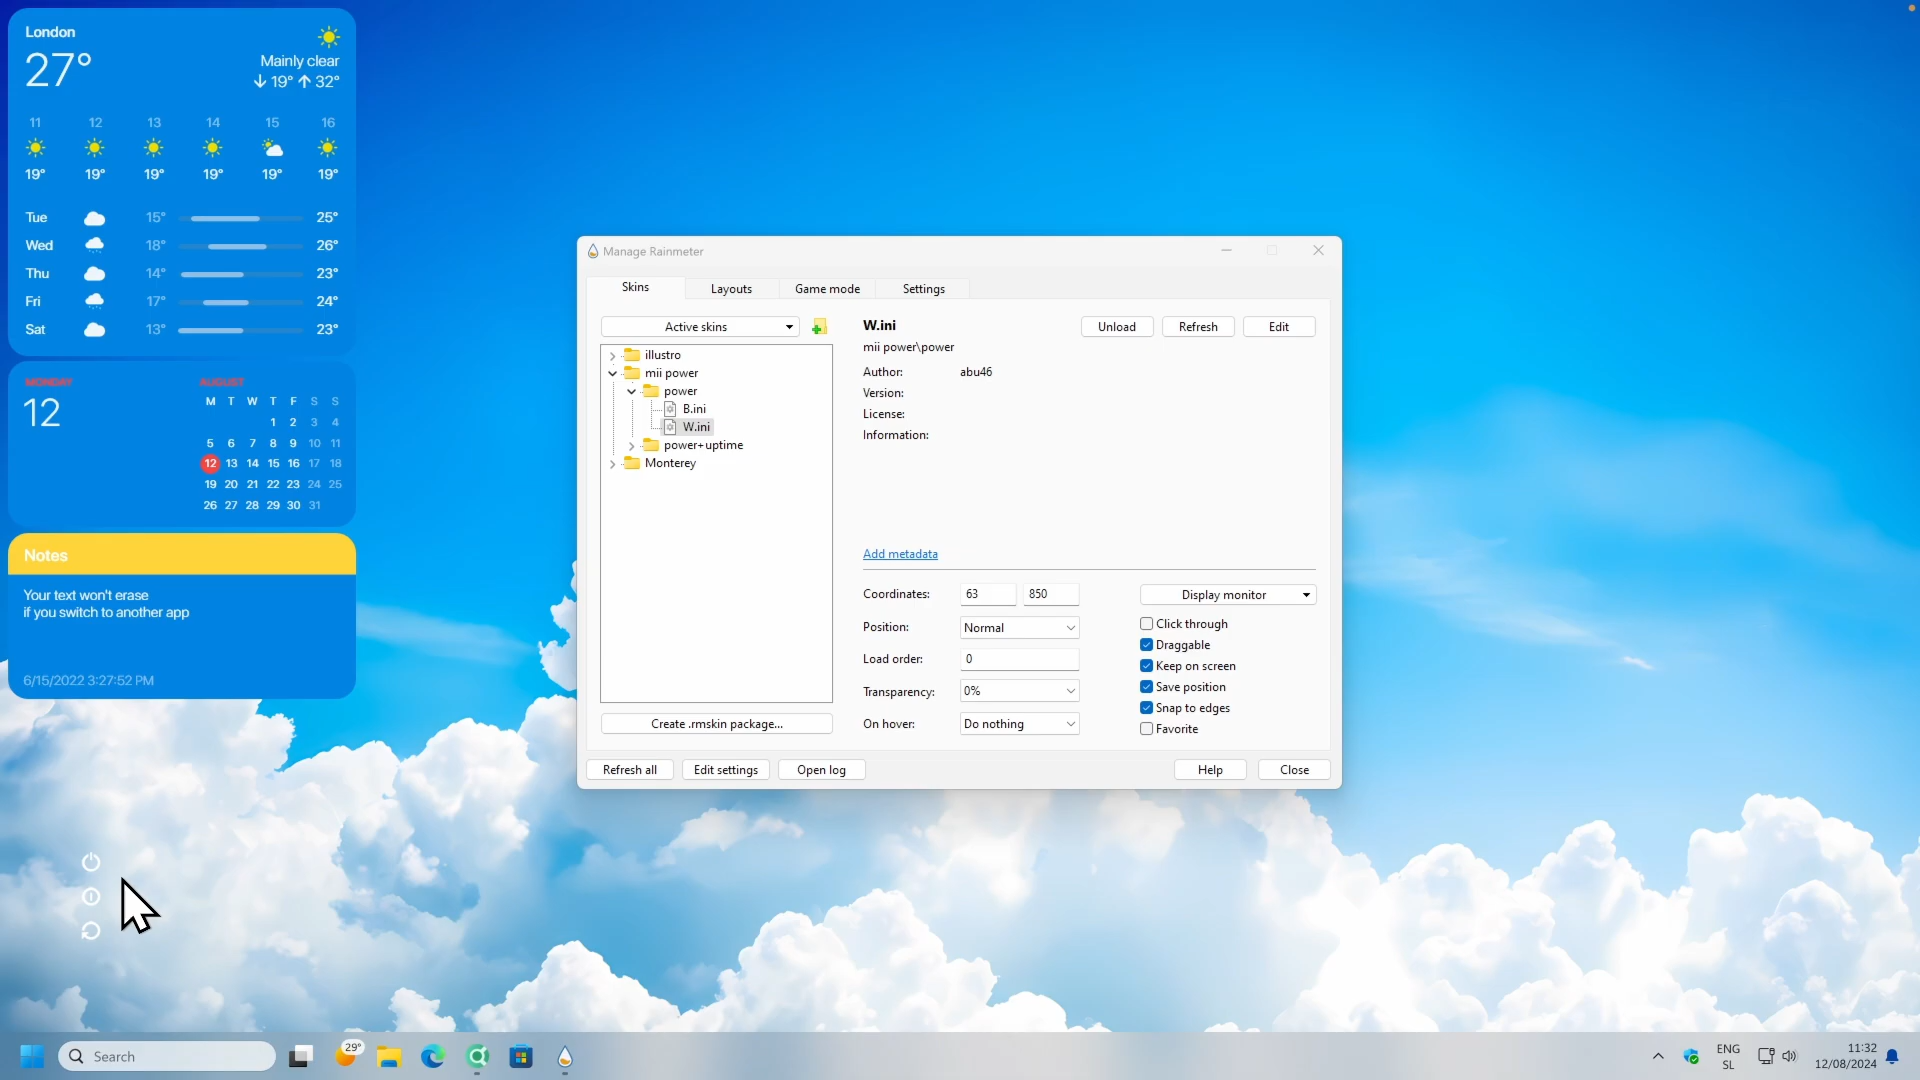 London
27°
Mainly clear
↓ 19° ↑ 32°
11 12 13 14 15 16
19° 19° 19° 19° 19° 19°
Tue 15° 25°
Wed 18° 26°
Thu 14° 23°
Fri 17° 24°
Sat 13° 23°
MONDAY
12
AUGUST
M T W T F S S
1 2 3 4
5 6 7 8 9 10 11
12 13 14 15 16 17 18
19 20 21 22 23 24 25
26 27 28 29 30 31
Notes
Your text won't erase
if you switch to another app
6/15/2022 3:27:52 PM
Manage Rainmeter
Skins Layouts Game mode Settings
Active skins
illustro
mii power
power
B.ini
W.ini
power+uptime
Monterey
Create .rmskin package...
W.ini
Unload Refresh Edit
mii power\power
Author: abu46
Version:
License:
Information:
Add metadata
Coordinates: 63 850
Position: Normal
Load order: 0
Transparency: 0%
On hover: Do nothing
Display monitor
Click through
Draggable
Keep on screen
Save position
Snap to edges
Favorite
Refresh all Edit settings Open log Help Close
Search
29°
ENG
SL
11:32
12/08/2024